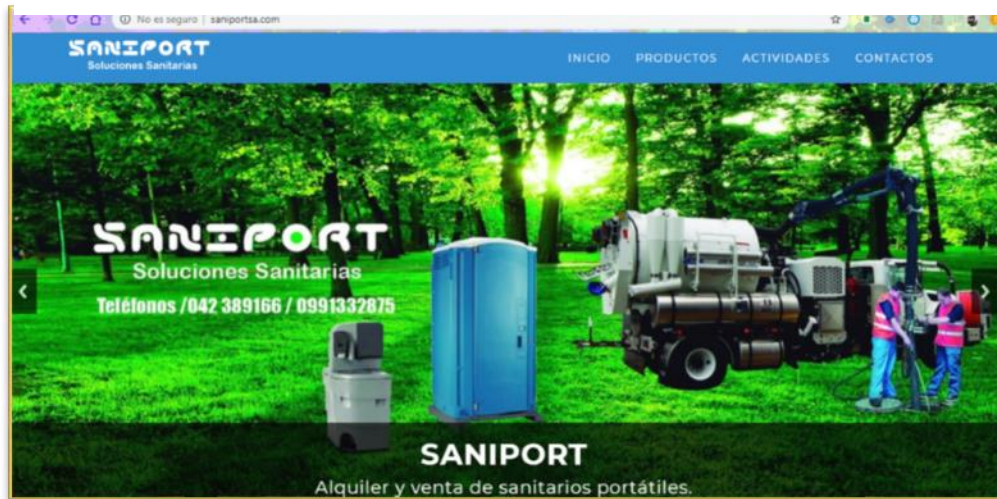 No es seguro | saniportsa.com
SANIPORT
Soluciones Sanitarias
INICIO PRODUCTOS ACTIVIDADES CONTACTOS
SANIPORT
Soluciones Sanitarias
Teléfonos /042 389166 / 0991332875
SANIPORT
Alquiler y venta de sanitarios portátiles.